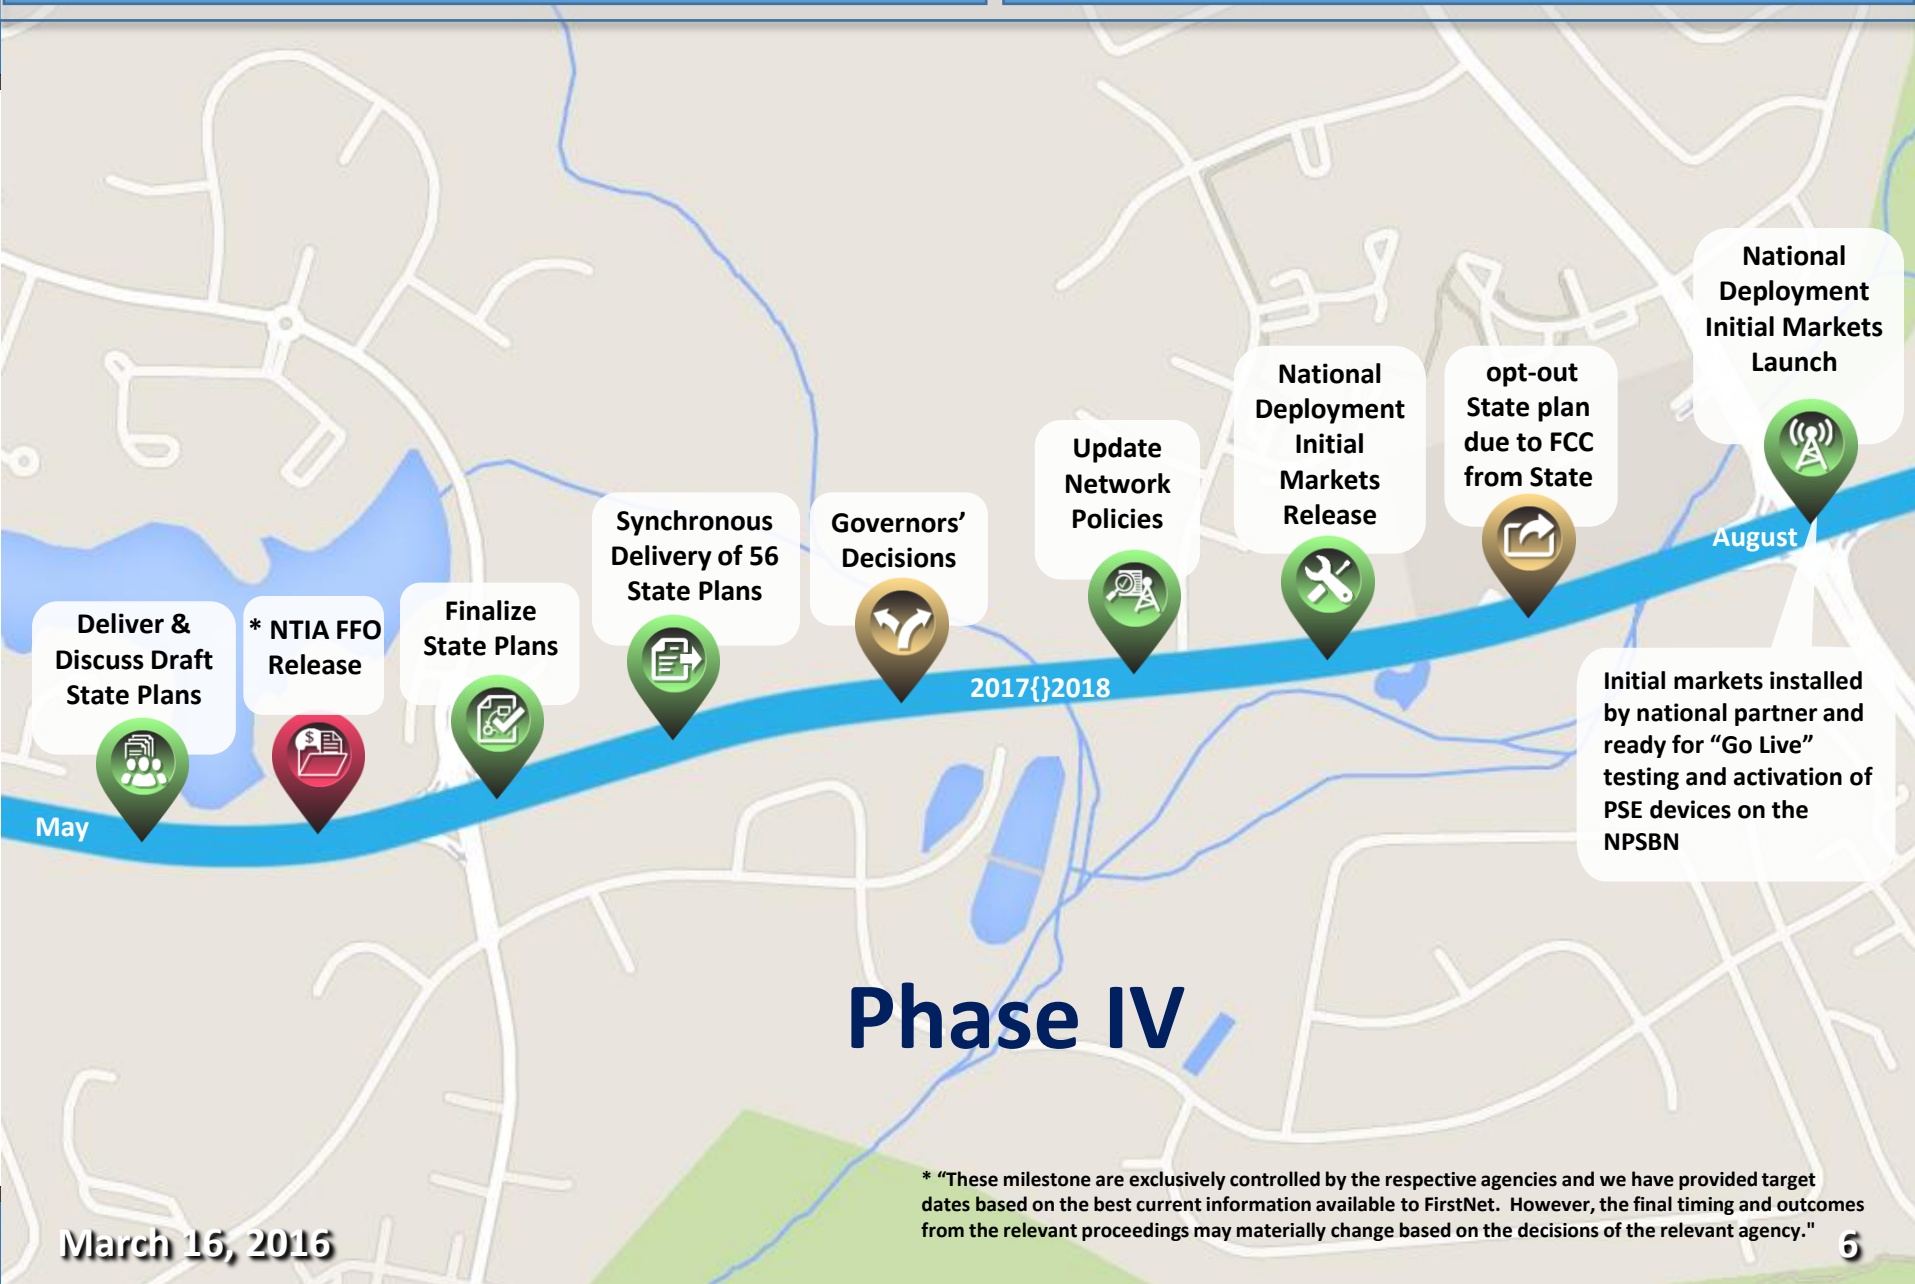 Deliver &
Discuss Draft
State Plans
* NTIA FFO
Release
Finalize
State Plans
Synchronous
Delivery of 56
State Plans
Governors’
Decisions
Update
Network
Policies
National
Deployment
Initial
Markets
Release
opt-out
State plan
due to FCC
from State
National
Deployment
Initial Markets
Launch
May
2017{}2018
August
Initial markets installed
by national partner and
ready for “Go Live”
testing and activation of
PSE devices on the
NPSBN
Phase IV
* “These milestone are exclusively controlled by the respective agencies and we have provided target
dates based on the best current information available to FirstNet. However, the final timing and outcomes
from the relevant proceedings may materially change based on the decisions of the relevant agency."
March 16, 2016
6